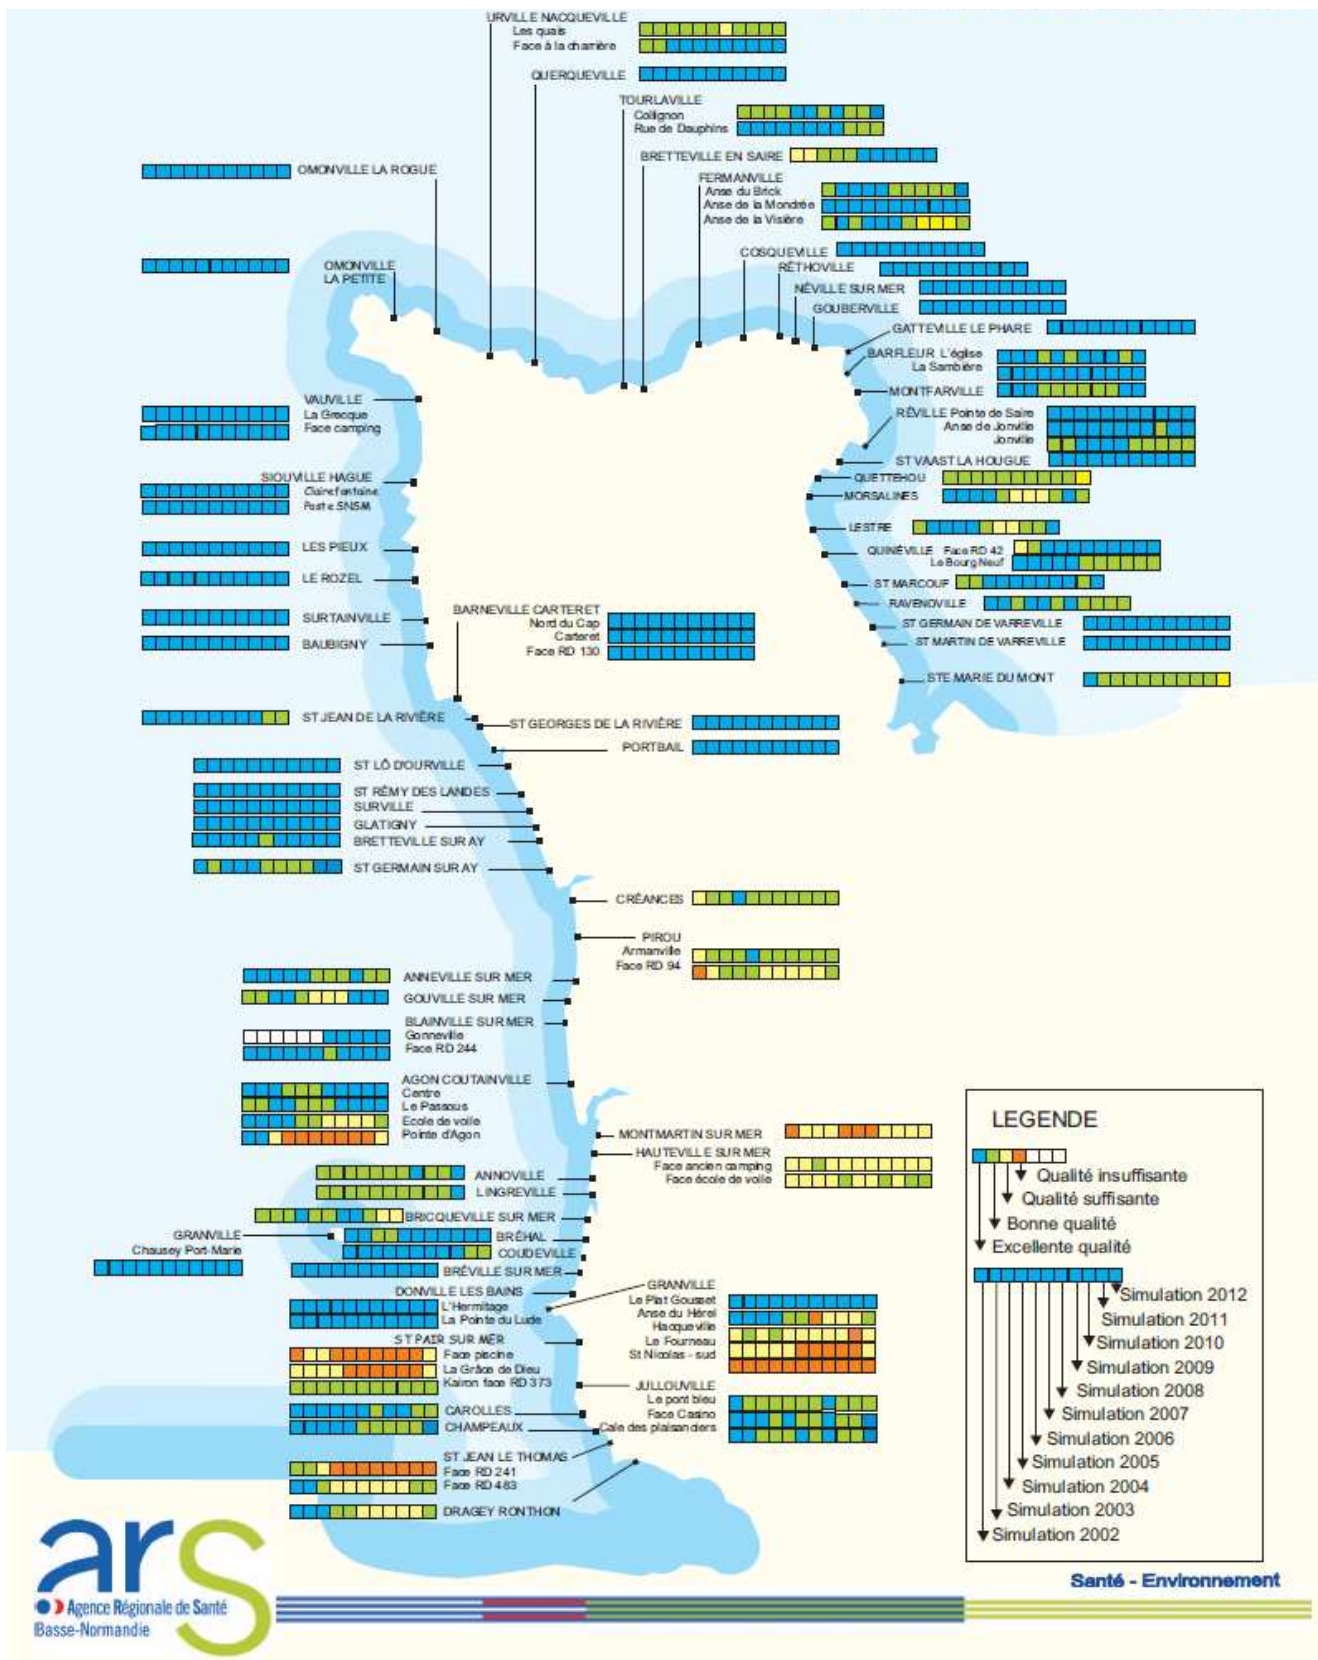 URVILLE NACQUEVILLE
Les quais
Face à la charrière
QUERQUEVILLE
TOURLAVILLE
Collignon
Rue de Dauphins
BRETTEVILLE EN SAIRE
OMONVILLE LA ROGUE
FERMANVILLE
Anse du Brick
Anse de la Mondrée
Anse de la Visière
COSQUEVILLE
RÉTHOVILLE
OMONVILLE
LA PETITE
NÉVILLE SUR MER
GOUBERVILLE
GATTEVILLE LE PHARE
BARFLEUR L'église
La Sambière
MONTFARVILLE
VAUVILLE
La Grecque
Face camping
RÉVILLE Pointe de Saire
Anse de Jonville
Jonville
ST VAAST LA HOUGUE
SIOUVILLE HAGUE
Clairefontaine
Poste SNSM
QUETTEHOU
MORSALINES
LESTRE
LES PIEUX
QUINÉVILLE Face RD 42
Le Bourg Neuf
LE ROZEL
ST MARCOUF
RAVENOVILLE
SURTAINVILLE
BARNEVILLE CARTERET
Nord du Cap
Carteret
Face RD 130
ST GERMAIN DE VARREVILLE
BAUBIGNY
ST MARTIN DE VARREVILLE
STE MARIE DU MONT
ST JEAN DE LA RIVIÈRE
ST GEORGES DE LA RIVIÈRE
PORTBAIL
ST LÔ D'OURVILLE
ST RÉMY DES LANDES
SURVILLE
GLATIGNY
BRETTEVILLE SUR AY
ST GERMAIN SUR AY
CRÉANCES
PIROU
Armanville
Face RD 94
ANNEVILLE SUR MER
GOUVILLE SUR MER
BLAINVILLE SUR MER
Gonneville
Face RD 244
AGON COUTAINVILLE
Centre
Le Passous
Ecole de voile
Pointe d'Agon
MONTMARTIN SUR MER
HAUTEVILLE SUR MER
Face ancien camping
Face école de voile
ANNOVILLE
LINGREVILLE
BRICQUEVILLE SUR MER
GRANVILLE
Chausey Port-Marie
BRÉHAL
COUDEVILLE
BRÉVILLE SUR MER
DONVILLE LES BAINS
L'Hermitage
La Pointe du Lude
GRANVILLE
Le Plat Gousset
Anse du Hérel
Hacqueville
Le Fourneau
St Nicolas - sud
ST PAIR SUR MER
Face piscine
La Grâce de Dieu
Kairon face RD 373
JULLOUVILLE
Le pont bleu
Face Casino
Cale des plaisanciers
CAROLLES
CHAMPEAUX
ST JEAN LE THOMAS
Face RD 241
Face RD 483
DRAGEY RONTHON
LEGENDE
Qualité insuffisante
Qualité suffisante
Bonne qualité
Excellente qualité
Simulation 2012
Simulation 2011
Simulation 2010
Simulation 2009
Simulation 2008
Simulation 2007
Simulation 2006
Simulation 2005
Simulation 2004
Simulation 2003
Simulation 2002
ars
Agence Régionale de Santé
Basse-Normandie
Santé - Environnement